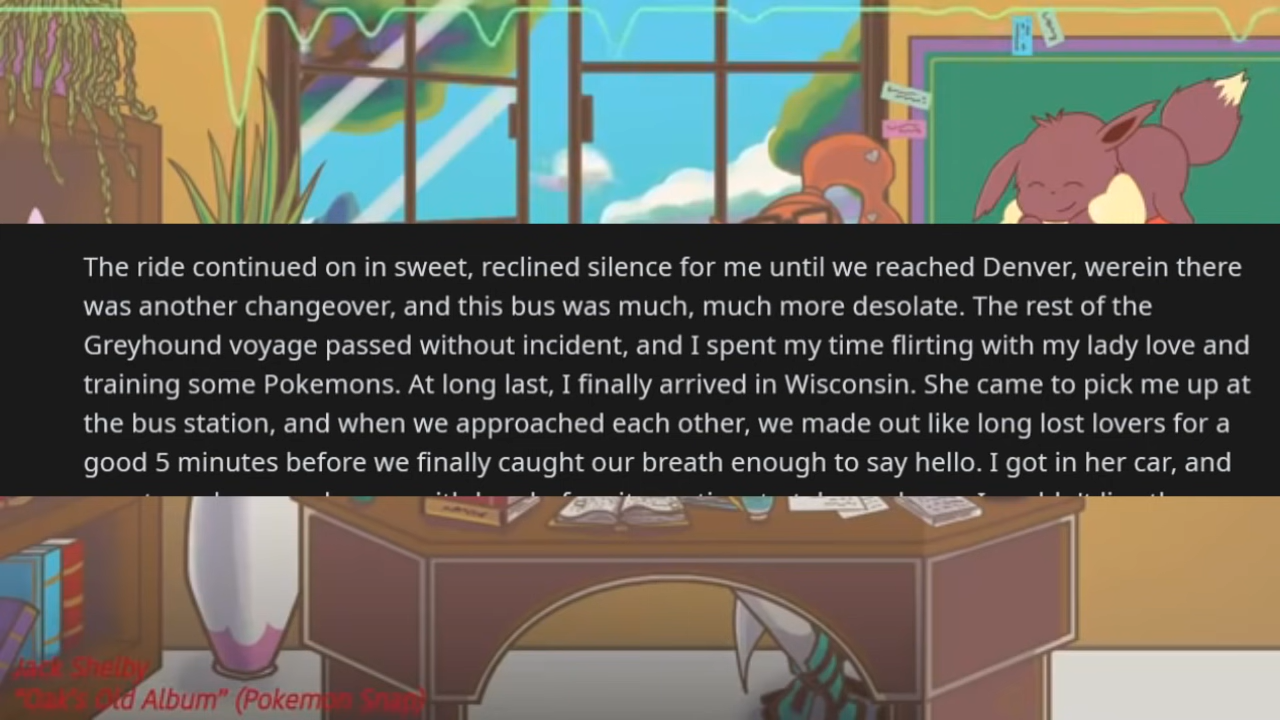 The ride continued on in sweet, reclined silence for me until we reached Denver, werein there
was another changeover, and this bus was much, much more desolate. The rest of the
Greyhound voyage passed without incident, and I spent my time flirting with my lady love and
training some Pokemons. At long last, I finally arrived in Wisconsin. She came to pick me up at
the bus station, and when we approached each other, we made out like long lost lovers for a
good 5 minutes before we finally caught our breath enough to say hello. I got in her car, and
Jack Shelby
"Oak's Old Album" (Pokemon Snap)